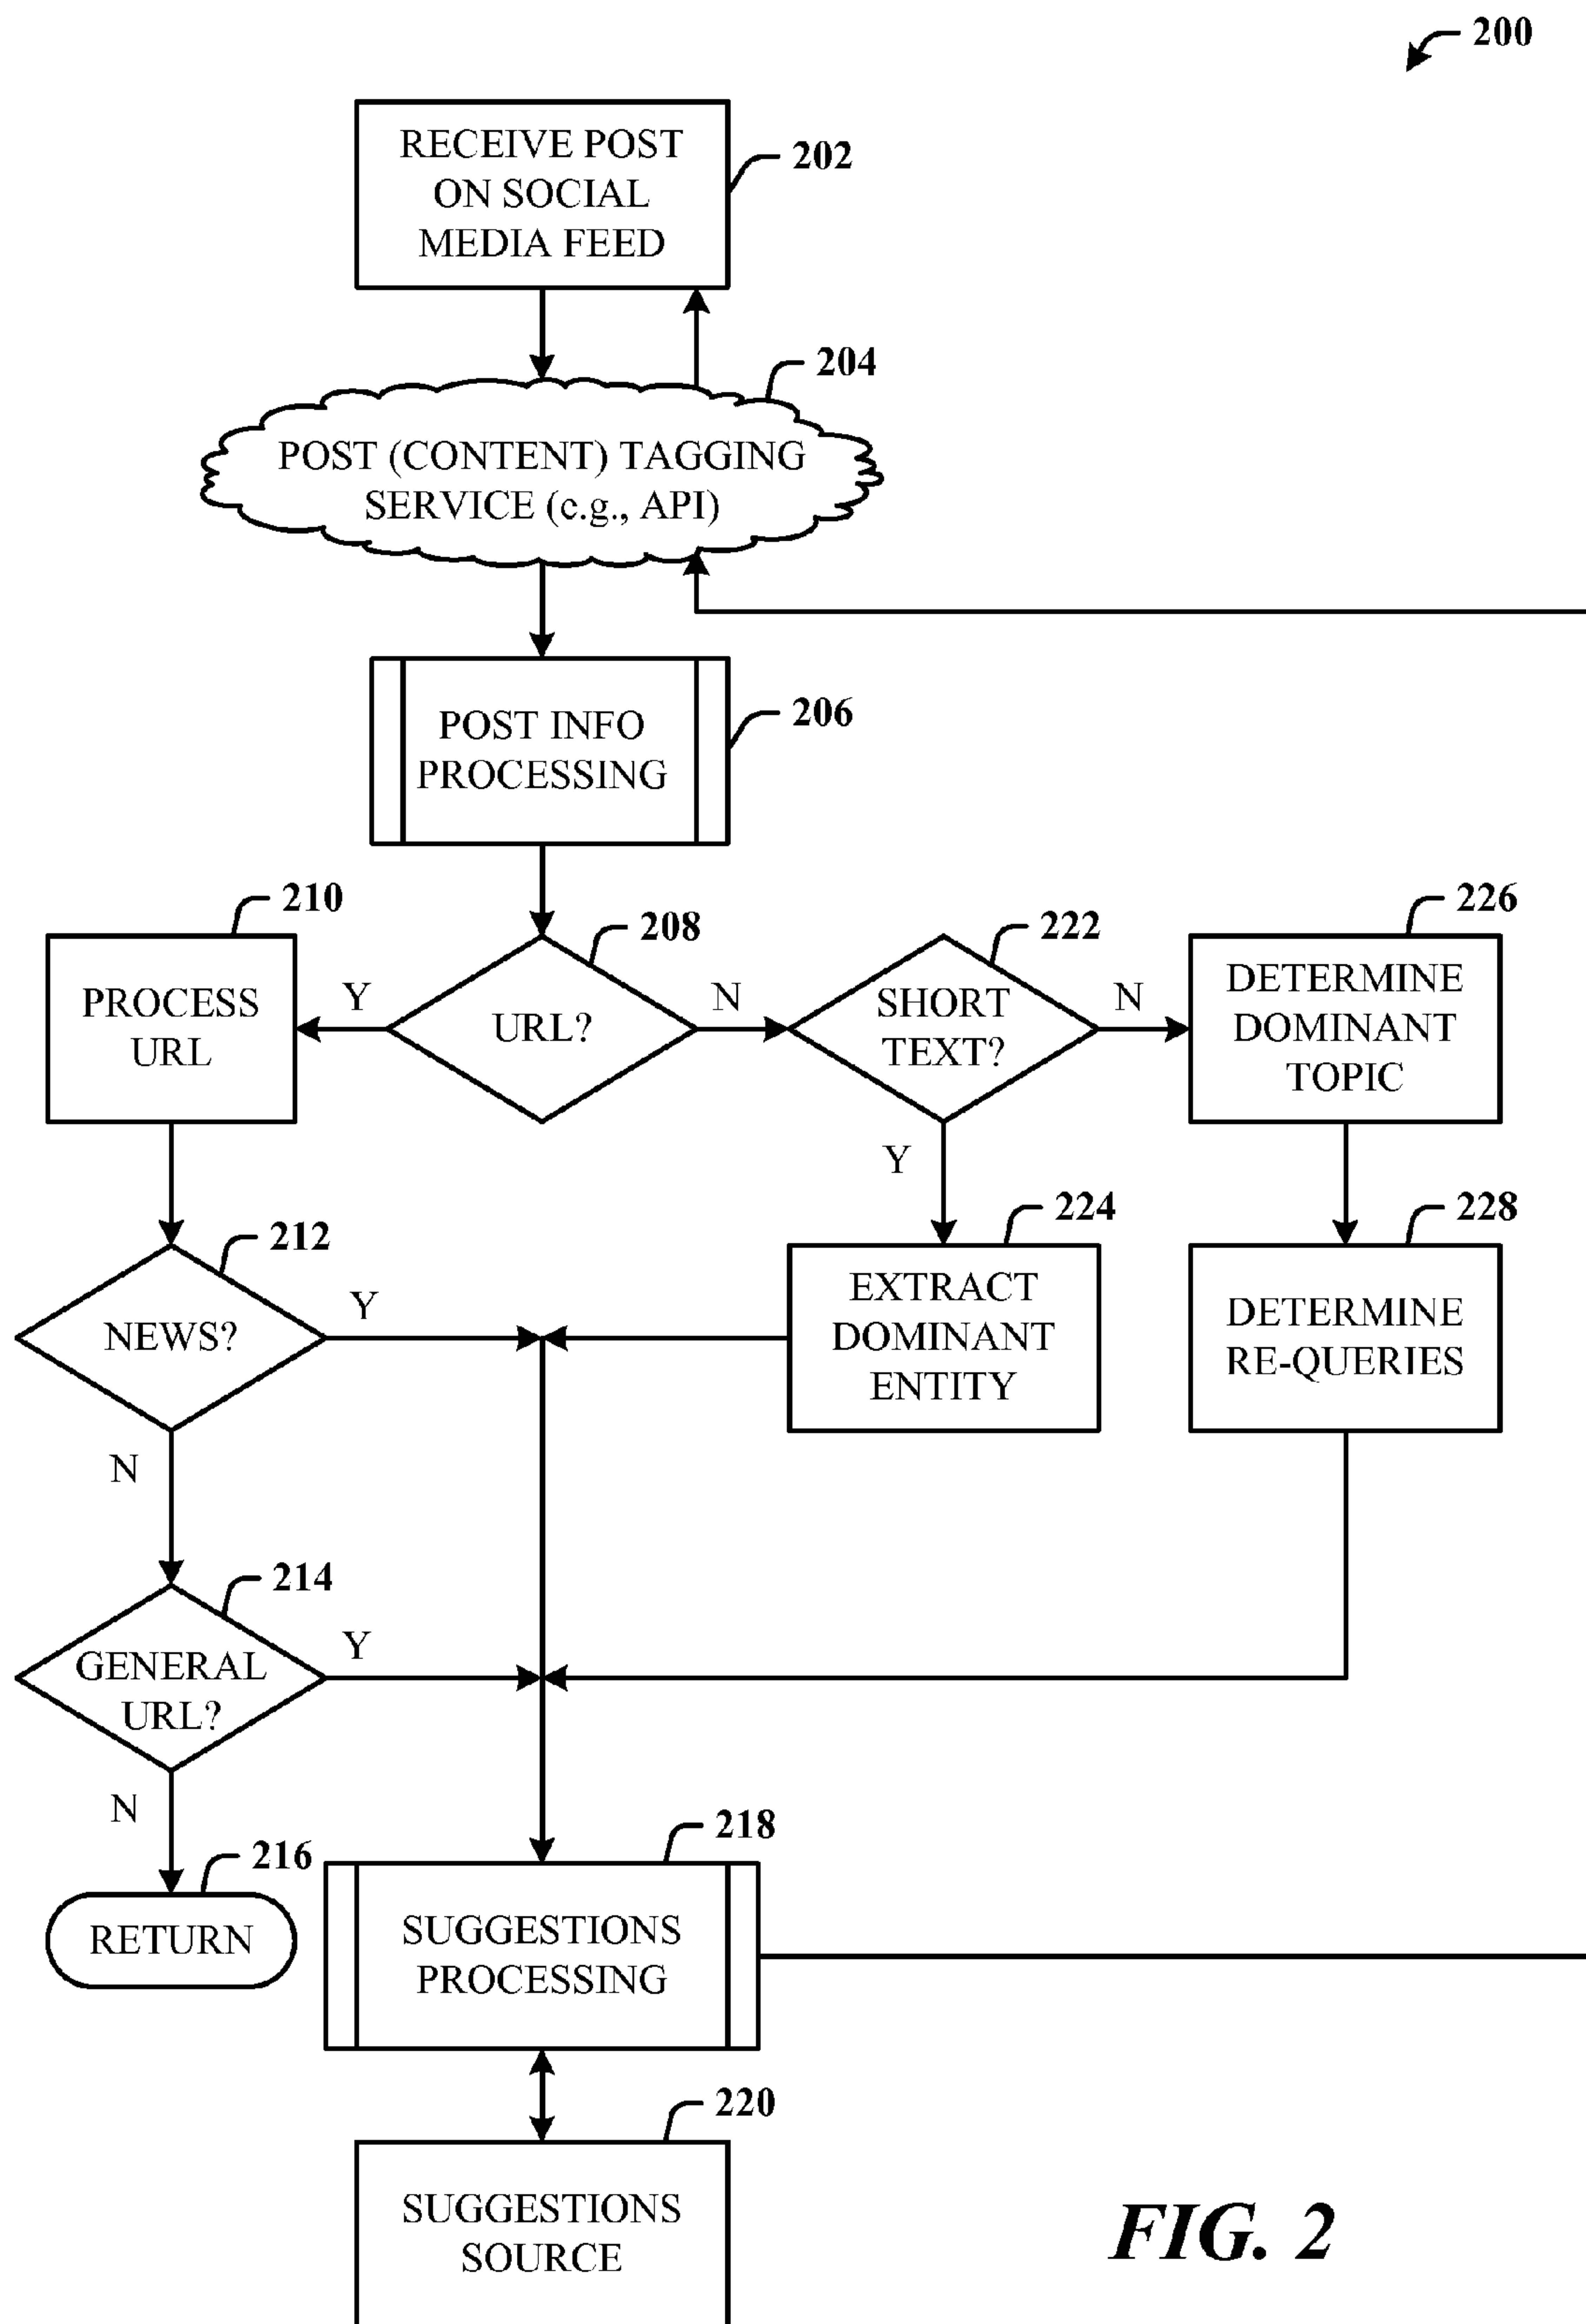 200
RECEIVE POST
ON SOCIAL
MEDIA FEED
202
204
POST (CONTENT) TAGGING
SERVICE (e.g., API)
POST INFO
PROCESSING
206
210
PROCESS
URL
208
Y
URL?
N
222
SHORT
TEXT?
N
Y
226
DETERMINE
DOMINANT
TOPIC
212
NEWS?
Y
N
224
EXTRACT
DOMINANT
ENTITY
228
DETERMINE
RE-QUERIES
214
GENERAL
URL?
Y
N
216
RETURN
218
SUGGESTIONS
PROCESSING
220
SUGGESTIONS
SOURCE
FIG. 2